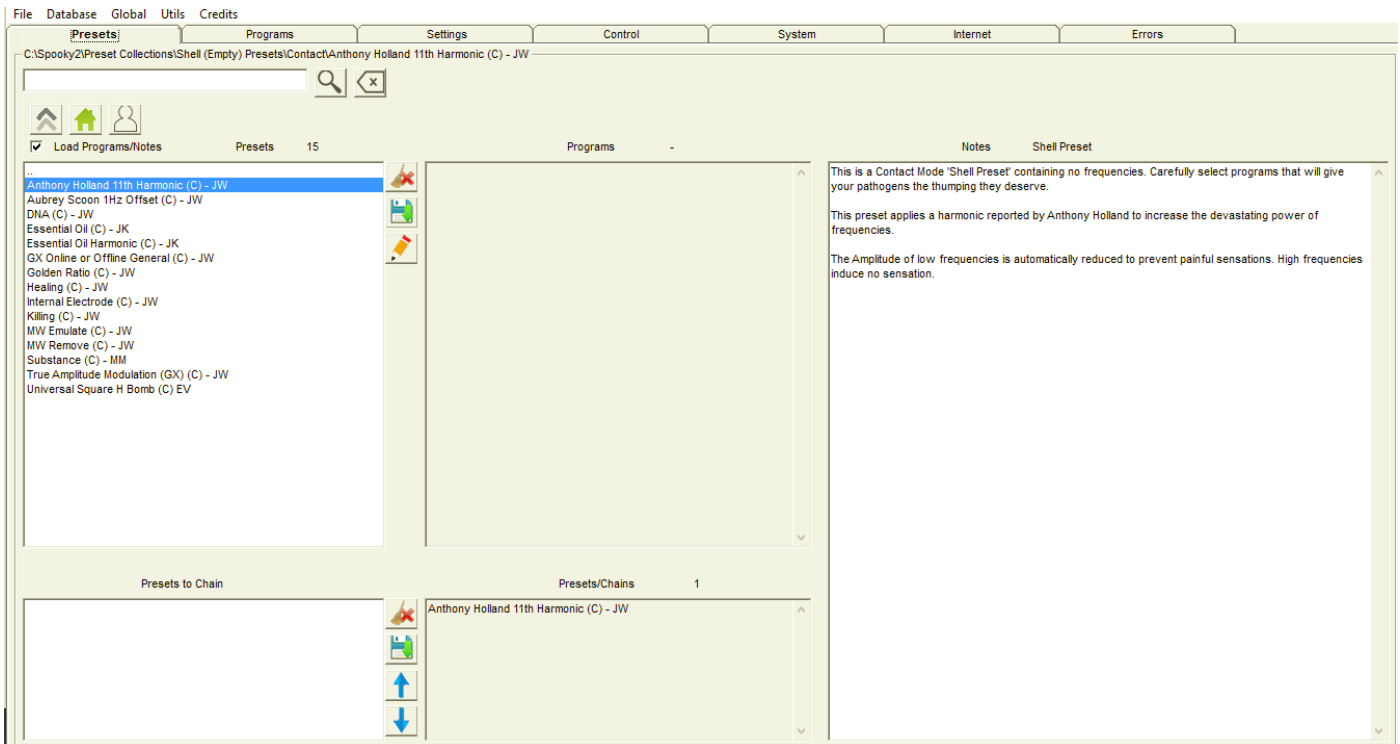 File Database Global Utils Credits
Presets Programs Settings Control System Internet Errors
C:\Spooky2\Preset Collections\Shell (Empty) Presets\Contact\Anthony Holland 11th Harmonic (C) - JW
Load Programs/Notes Presets 15 Programs - Notes Shell Preset
..
Anthony Holland 11th Harmonic (C) - JW
Aubrey Scoon 1Hz Offset (C) - JW
DNA (C) - JW
Essential Oil (C) - JK
Essential Oil Harmonic (C) - JK
GX Online or Offline General (C) - JW
Golden Ratio (C) - JW
Healing (C) - JW
Internal Electrode (C) - JW
Killing (C) - JW
MW Emulate (C) - JW
MW Remove (C) - JW
Substance (C) - MM
True Amplitude Modulation (GX) (C) - JW
Universal Square H Bomb (C) EV
This is a Contact Mode 'Shell Preset' containing no frequencies. Carefully select programs that will give
your pathogens the thumping they deserve.
This preset applies a harmonic reported by Anthony Holland to increase the devastating power of
frequencies.
The Amplitude of low frequencies is automatically reduced to prevent painful sensations. High frequencies
induce no sensation.
Presets to Chain Presets/Chains 1
Anthony Holland 11th Harmonic (C) - JW